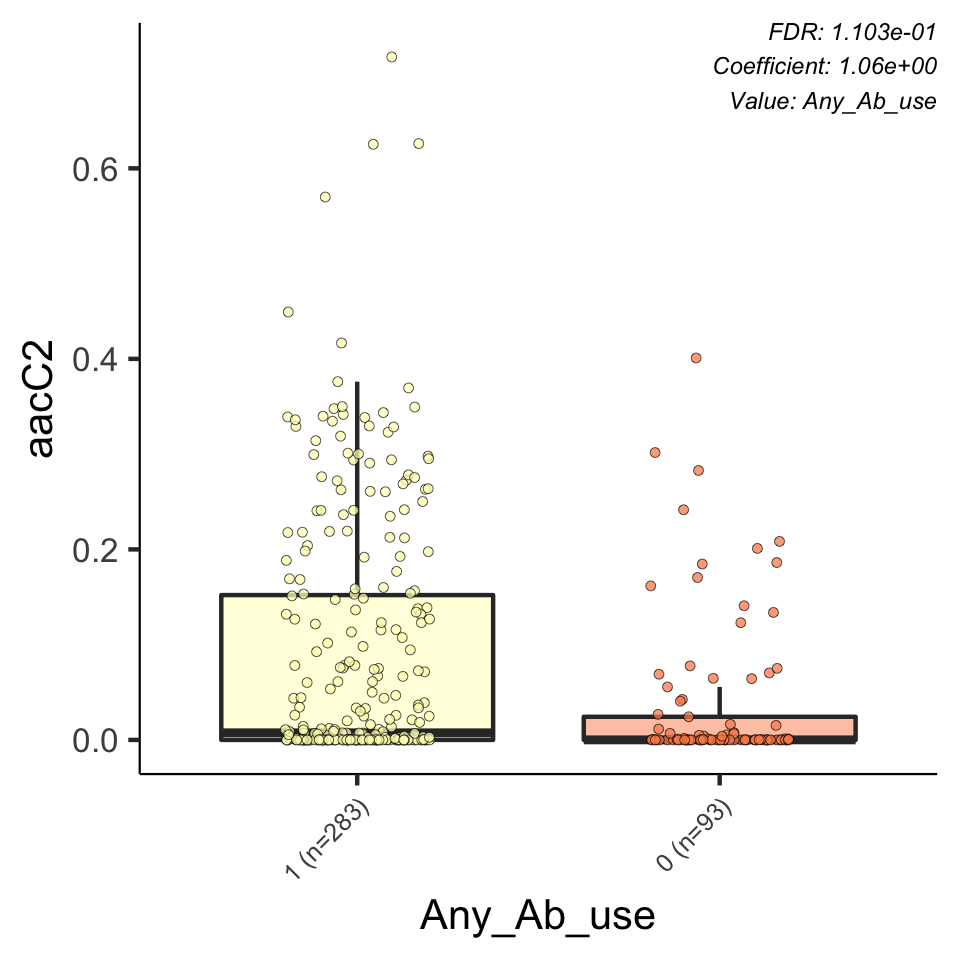 FDR: 1.103e-01
Coefficient: 1.06e+00
Value: Any_Ab_use
aacC2
0.6
0.4
0.2
0.0
1 (n=283)
0 (n=93)
Any_Ab_use